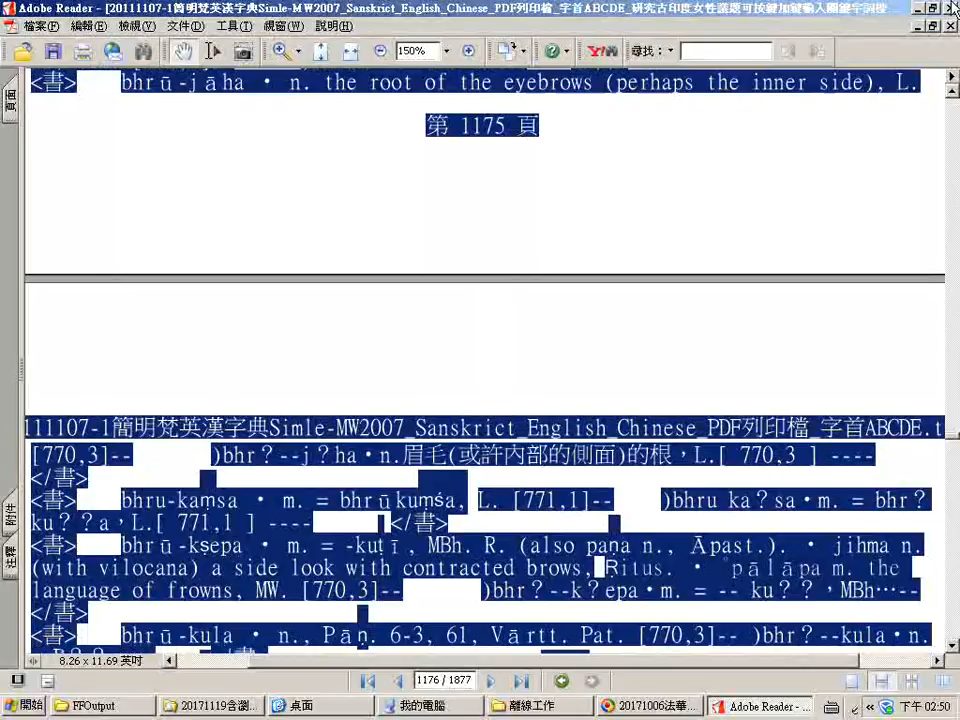 Adobe Reader - [20111107-1簡明梵英漢字典Simle-MW2007_Sanskrict_English_Chinese_PDF列印檔_字首ABCDE_研究古印度女性議題可按鍵加鍵輸入關鍵字詞搜
檔案(F) 編輯(E) 檢視(V) 文件(D) 工具(T) 視窗(W) 說明(H)
150% Y! 尋找：
頁面
<書> bhrū-jāha • n. the root of the eyebrows (perhaps the inner side), L.
第 1175 頁
111107-1簡明梵英漢字典Simle-MW2007_Sanskrict_English_Chinese_PDF列印檔_字首ABCDE.t
[770,3]-- )bhr？--j？ha•n.眉毛(或許內部的側面)的根，L.[ 770,3 ] ----
</書>
<書> bhru-kaṃsa • m. = bhrūkuṃśa, L. [771,1]-- )bhru ka？sa•m. = bhr？
ku？？a，L.[ 771,1 ] ---- </書>
<書> bhrū-kṣepa • m. = -kuṭī, MBh. R. (also paṇa n., Āpast.). • jihma n.
(with vilocana) a side look with contracted brows, Ṛitus. • °pālāpa m. the
language of frowns, MW. [770,3]-- )bhr？--k？epa•m. = -- ku？？，MBh…--
</書>
<書> bhrū-kula • n., Pāṇ. 6-3, 61, Vārtt. Pat. [770,3]-- )bhr？--kula•n.
附件
注釋
8.26 x 11.69 英吋
1176 / 1877
開始 FFOutput 20171119含瀏... 桌面 我的電腦 離線工作 20171006法華... Adobe Reader - ... 下午 02:50